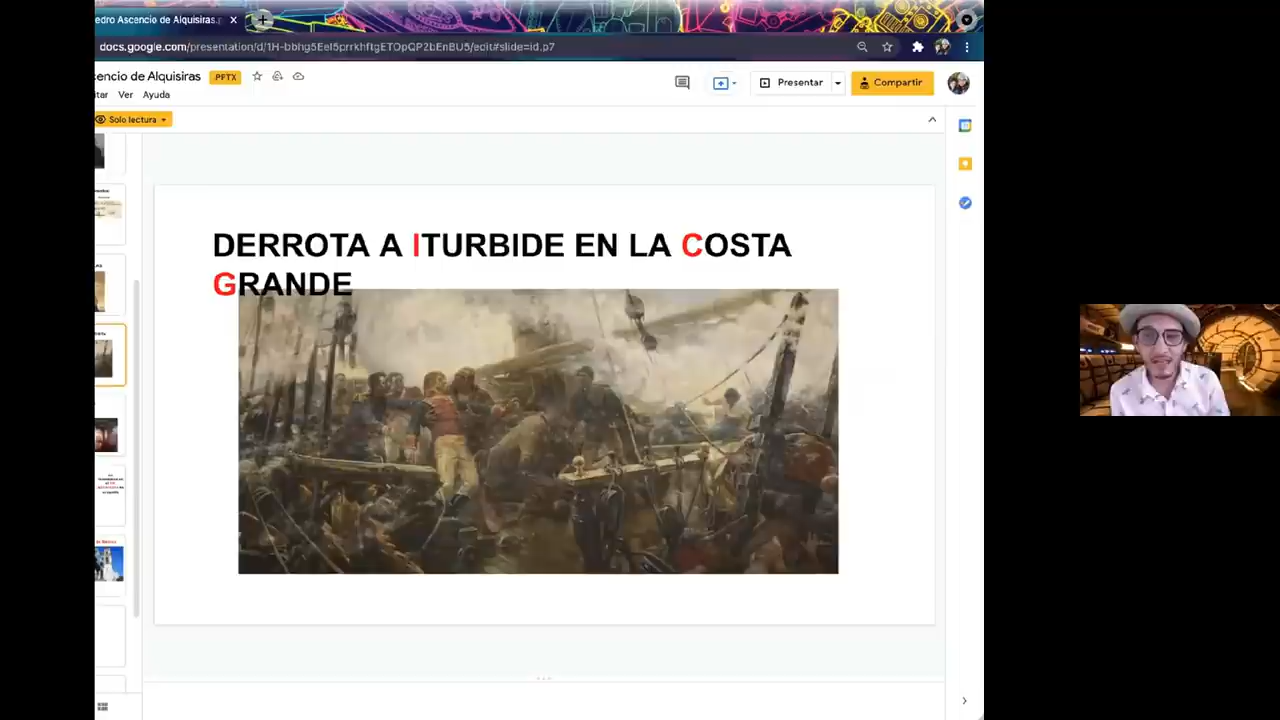 edro Ascencio de Alquisiras.p
docs.google.com/presentation/d/1H-bbhg5Eel5prrkhftgETOpQP2bEnBU5/edit#slide=id.p7
cencio de Alquisiras .PPTX
itar Ver Ayuda
Presentar
Compartir
Solo lectura
DERROTA A ITURBIDE EN LA COSTA
GRANDE